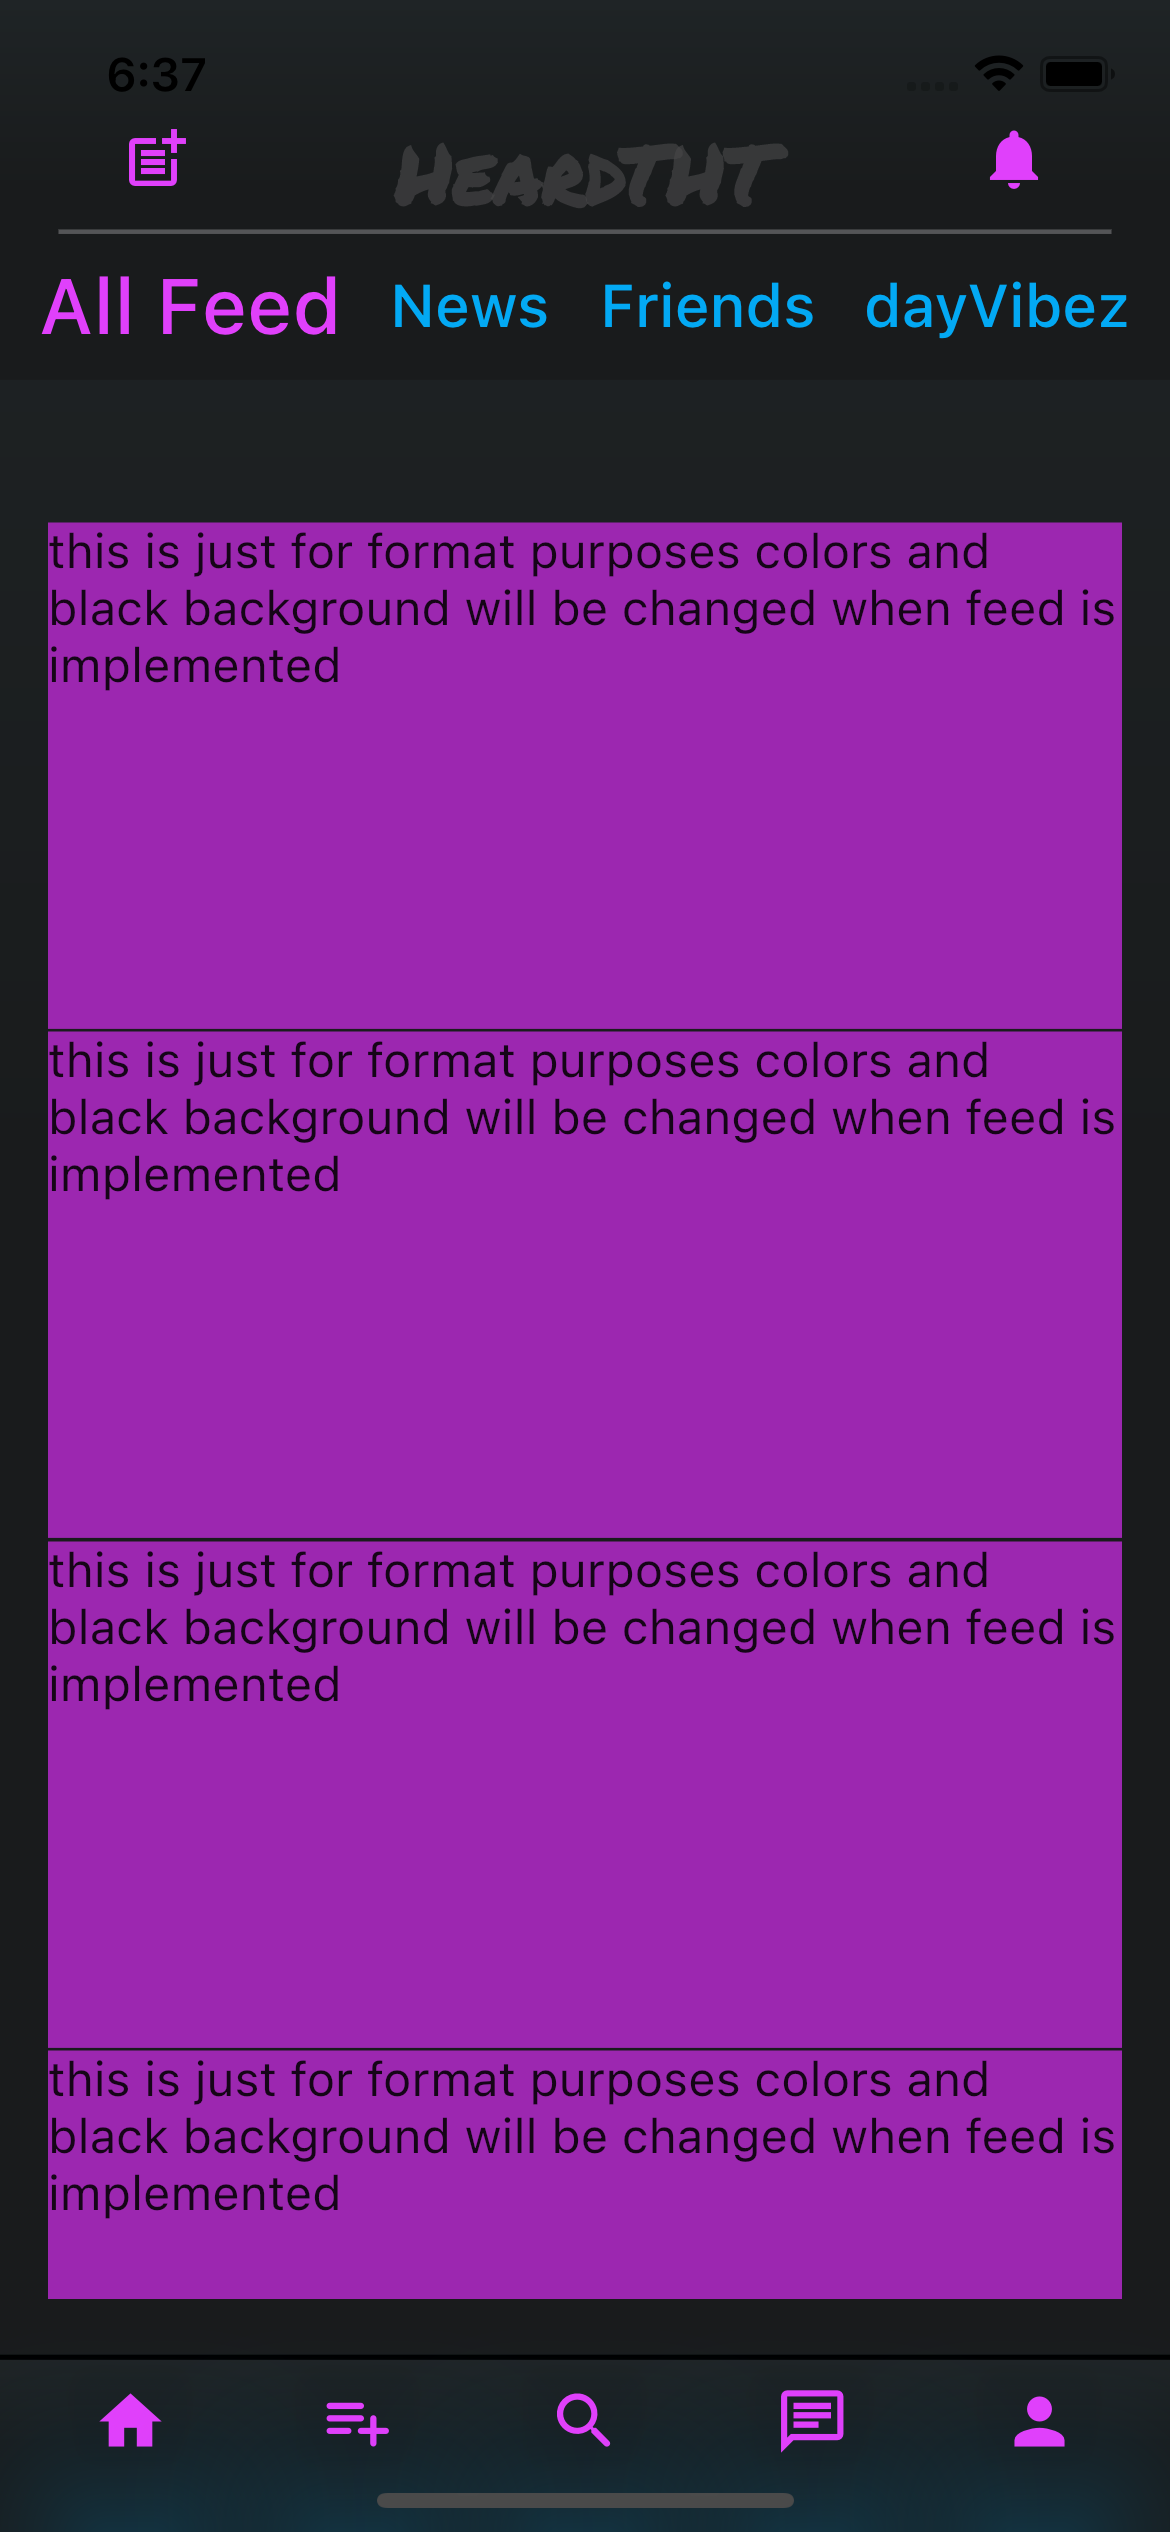 6:37
HeardTHT
All Feed News Friends dayVibez
this is just for format purposes colors and
black background will be changed when feed is
implemented
this is just for format purposes colors and
black background will be changed when feed is
implemented
this is just for format purposes colors and
black background will be changed when feed is
implemented
this is just for format purposes colors and
black background will be changed when feed is
implemented